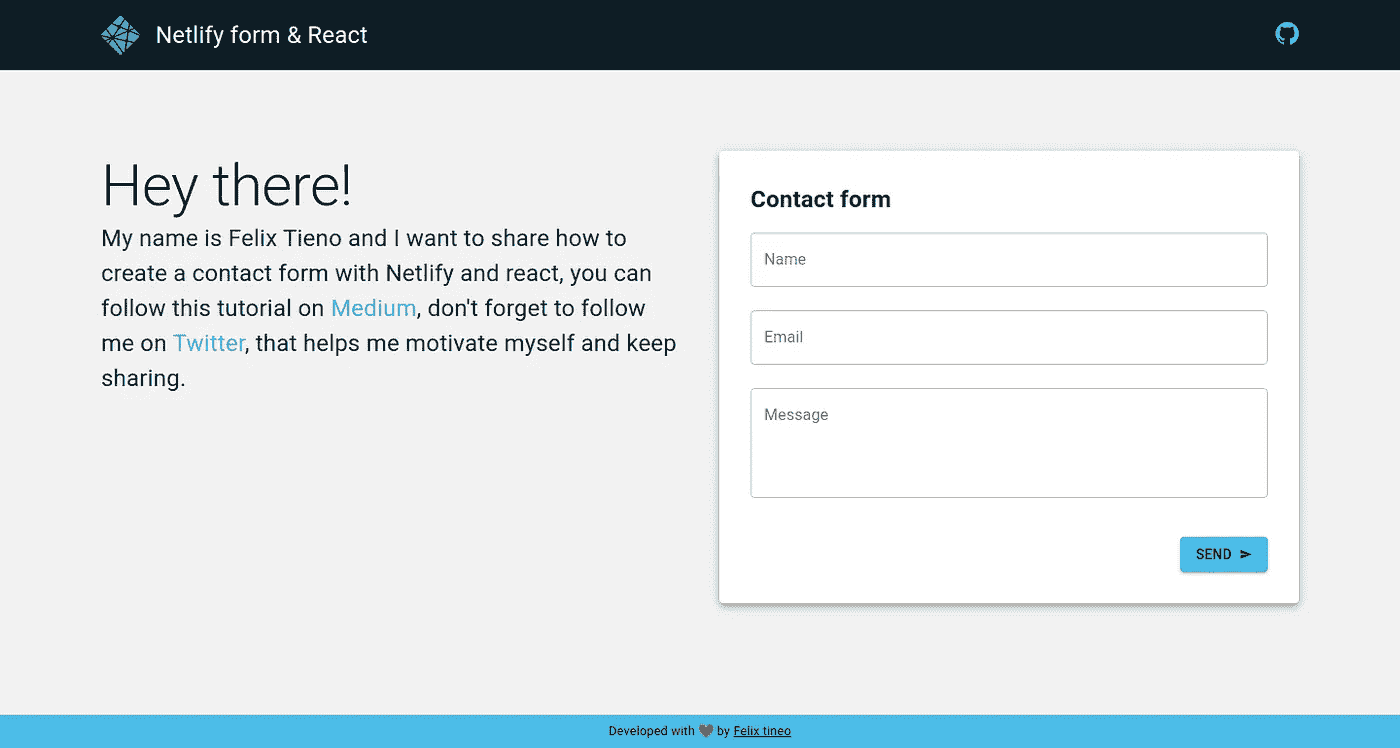 Netlify form & React
Hey there!
My name is Felix Tieno and I want to share how to
create a contact form with Netlify and react, you can
follow this tutorial on Medium, don't forget to follow
me on Twitter, that helps me motivate myself and keep
sharing.
Contact form
Name
Email
Message
SEND
Developed with 🖤 by Felix tineo